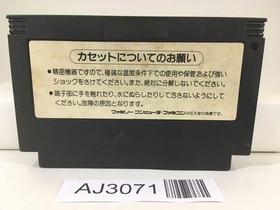 カセットについてのお願い
●精密機器ですので、極端な温度条件下での使用や保管および強い
ショックをさけてください。また、絶対に分解しないでください。
●端子部に手を触れたり、水にぬらしたりして汚さないようにして
ください。故障の原因となります。
ファミリーコンピュータ・ファミコンは任天堂の商標です。
AJ3071